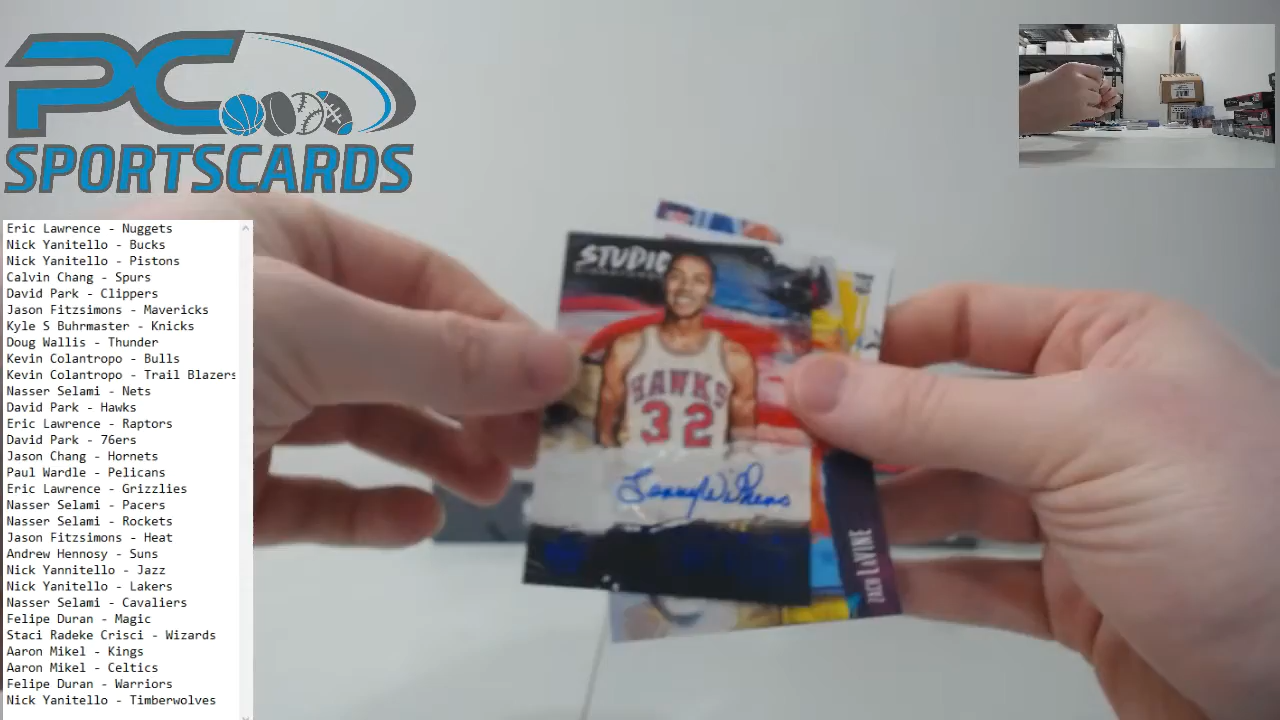 PC
SPORTSCARDS
Eric Lawrence - Nuggets
Nick Yanitello - Bucks
Nick Yanitello - Pistons
Calvin Chang - Spurs
David Park - Clippers
Jason Fitzsimons - Mavericks
Kyle S Buhrmaster - Knicks
Doug Wallis - Thunder
Kevin Colantropo - Bulls
Kevin Colantropo - Trail Blazers
Nasser Selami - Nets
David Park - Hawks
Eric Lawrence - Raptors
David Park - 76ers
Jason Chang - Hornets
Paul Wardle - Pelicans
Eric Lawrence - Grizzlies
Nasser Selami - Pacers
Nasser Selami - Rockets
Jason Fitzsimons - Heat
Andrew Hennosy - Suns
Nick Yannitello - Jazz
Nick Yanitello - Lakers
Nasser Selami - Cavaliers
Felipe Duran - Magic
Staci Radeke Crisci - Wizards
Aaron Mikel - Kings
Aaron Mikel - Celtics
Felipe Duran - Warriors
Nick Yanitello - Timberwolves
STUDIO
HAWKS
32
Lenny Wilkens
ZACH LaVINE